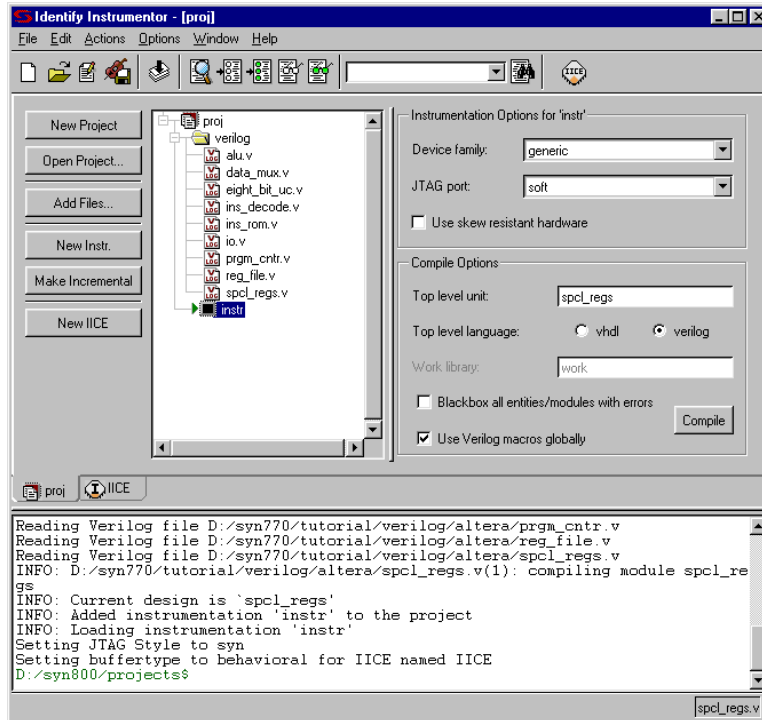 Identify Instrumentor - [proj]
File Edit Actions Options Window Help
IICE
New Project
Open Project...
Add Files...
New Instr.
Make Incremental
New IICE
proj
verilog
alu.v
data_mux.v
eight_bit_uc.v
ins_decode.v
ins_rom.v
io.v
prgm_cntr.v
reg_file.v
spcl_regs.v
instr
Instrumentation Options for 'instr'
Device family: generic
JTAG port: soft
Use skew resistant hardware
Compile Options
Top level unit: spcl_regs
Top level language: vhdl verilog
Work library: work
Blackbox all entities/modules with errors
Compile
Use Verilog macros globally
proj IICE
Reading Verilog file D:/syn770/tutorial/verilog/altera/prgm_cntr.v
Reading Verilog file D:/syn770/tutorial/verilog/altera/reg_file.v
Reading Verilog file D:/syn770/tutorial/verilog/altera/spcl_regs.v
INFO: D:/syn770/tutorial/verilog/altera/spcl_regs.v(1): compiling module spcl_re
gs
INFO: Current design is `spcl_regs'
INFO: Added instrumentation 'instr' to the project
INFO: Loading instrumentation 'instr'
Setting JTAG Style to syn
Setting buffertype to behavioral for IICE named IICE
D:/syn800/projects$
spcl_regs.v